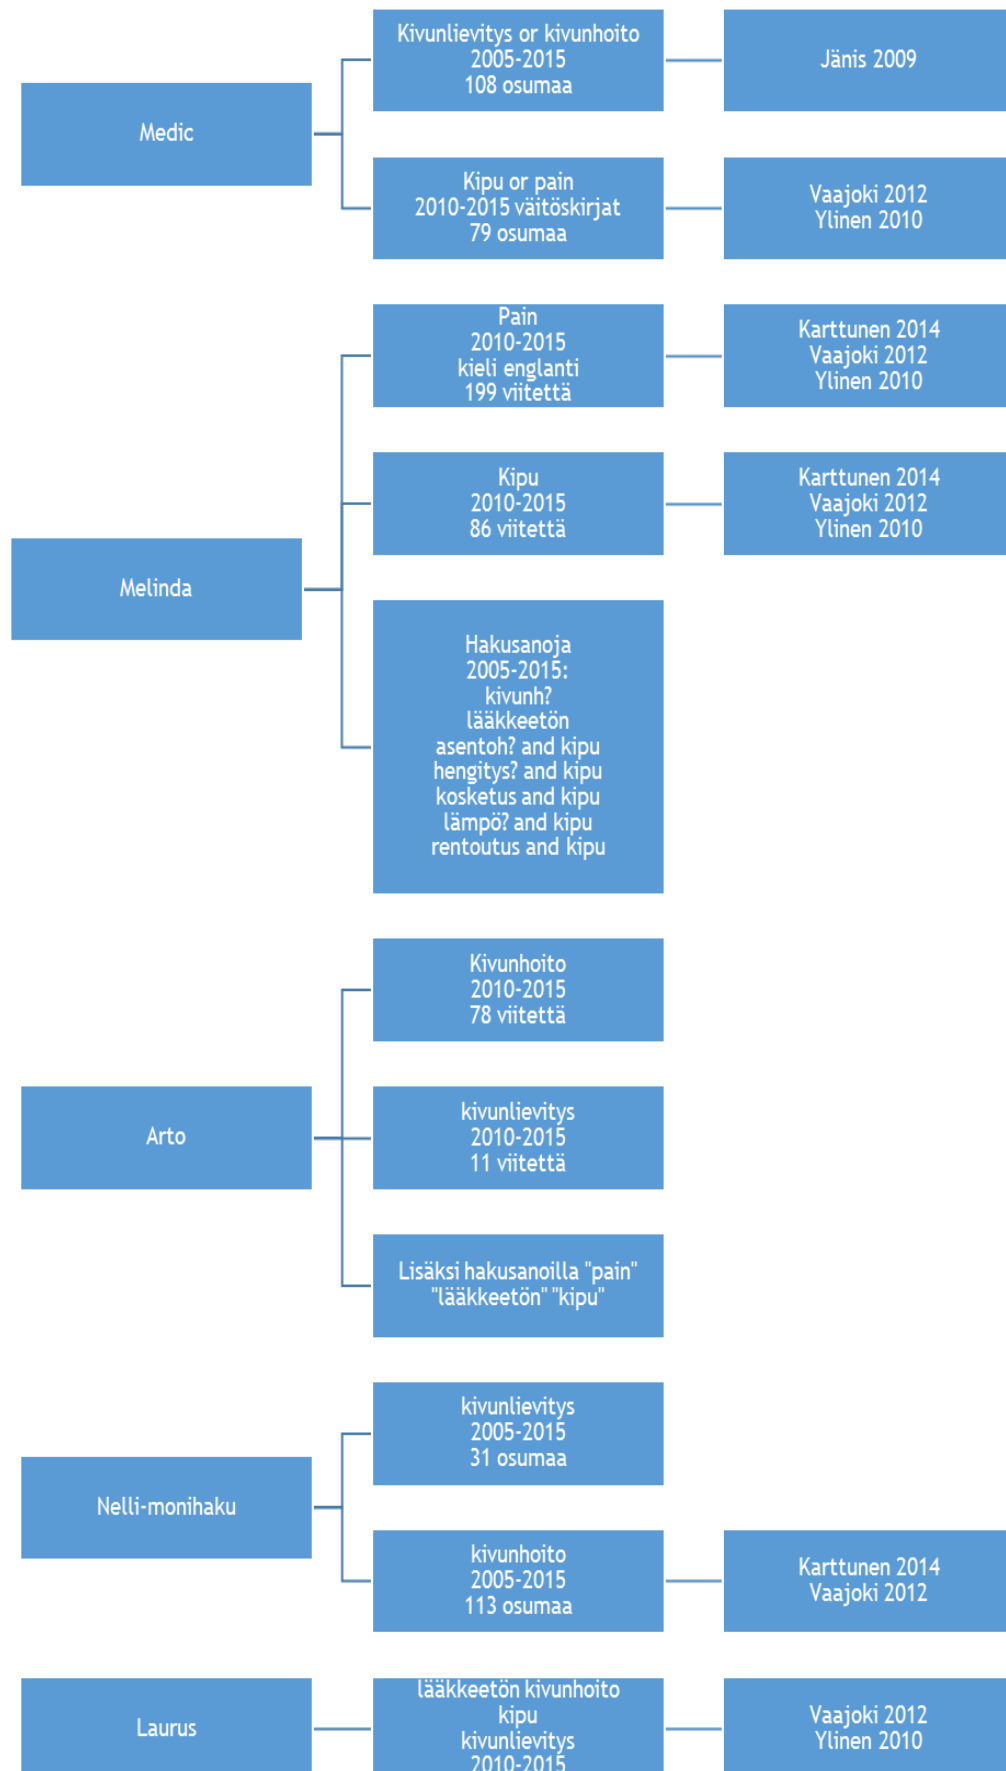 Medic
Kivunlievitys or kivunhoito
2005-2015
108 osumaa
Jänis 2009
Kipu or pain
2010-2015 väitöskirjat
79 osumaa
Vaajoki 2012
Ylinen 2010
Melinda
Pain
2010-2015
kieli englanti
199 viitettä
Karttunen 2014
Vaajoki 2012
Ylinen 2010
Kipu
2010-2015
86 viitettä
Karttunen 2014
Vaajoki 2012
Ylinen 2010
Hakusanoja
2005-2015:
kivunh?
lääkkeetön
asentoh? and kipu
hengitys? and kipu
kosketus and kipu
lämpö? and kipu
rentoutus and kipu
Arto
Kivunhoito
2010-2015
78 viitettä
kivunlievitys
2010-2015
11 viitettä
Lisäksi hakusanoilla "pain"
"lääkkeetön" "kipu"
Nelli-monihaku
kivunlievitys
2005-2015
31 osumaa
kivunhoito
2005-2015
113 osumaa
Karttunen 2014
Vaajoki 2012
Laurus
lääkkeetön kivunhoito
kipu
kivunlievitys
2010-2015
Vaajoki 2012
Ylinen 2010